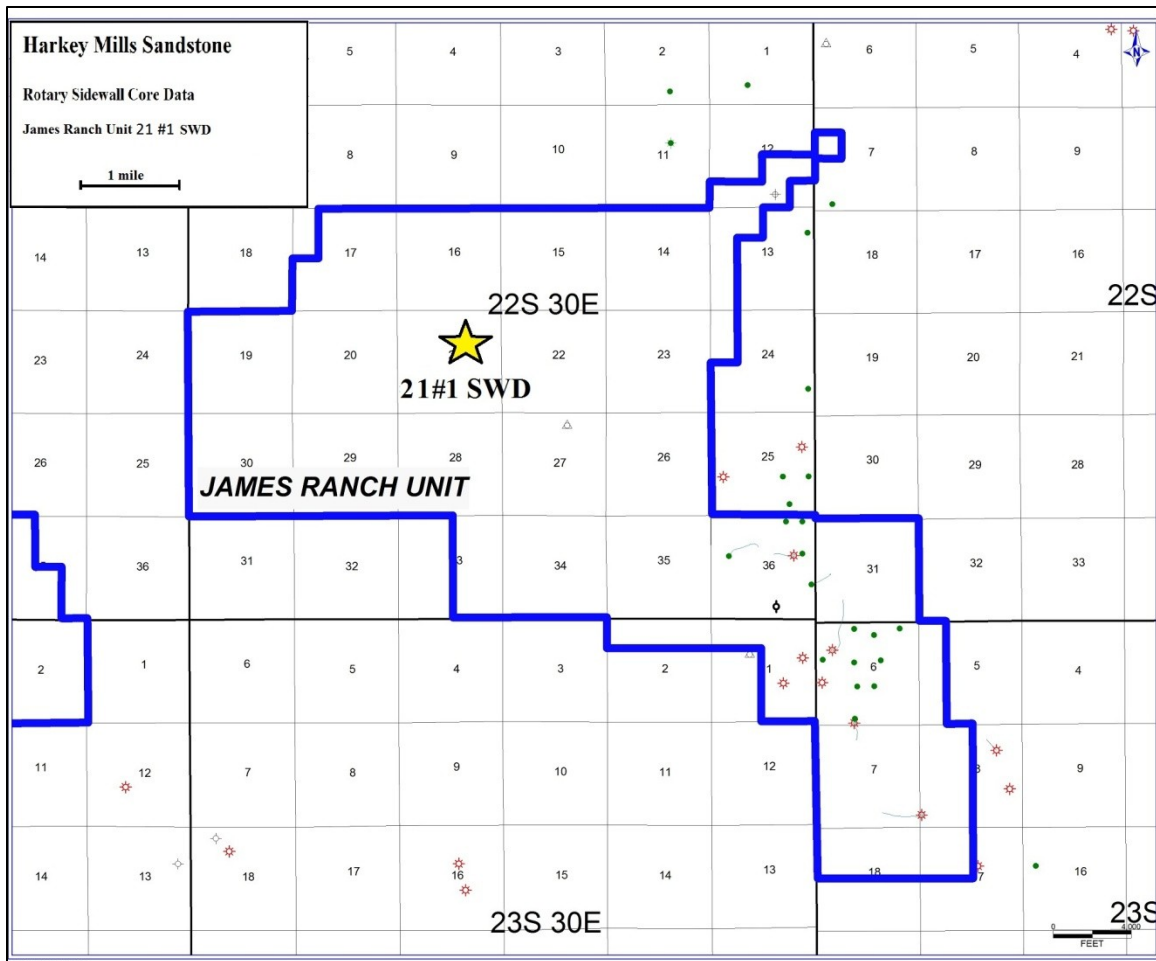 Harkey Mills Sandstone
Rotary Sidewall Core Data
James Ranch Unit 21 #1 SWD
1 mile
5 4 3 2 1 6 5 4
N
8 9 10 11 12 7 8 9
14 13 18 17 16 15 14 13 18 17 16
22S 30E 22S
23 24 19 20 22 23 24 19 20 21
21#1 SWD
26 25 30 29 28 27 26 25 30 29 28
JAMES RANCH UNIT
36 31 32 3 34 35 36 31 32 33
2 1 6 5 4 3 2 1 6 5 4
11 12 7 8 9 10 11 12 7 8 9
14 13 18 17 16 15 14 13 18 7 16
23S 30E 23S
0 4,000
FEET